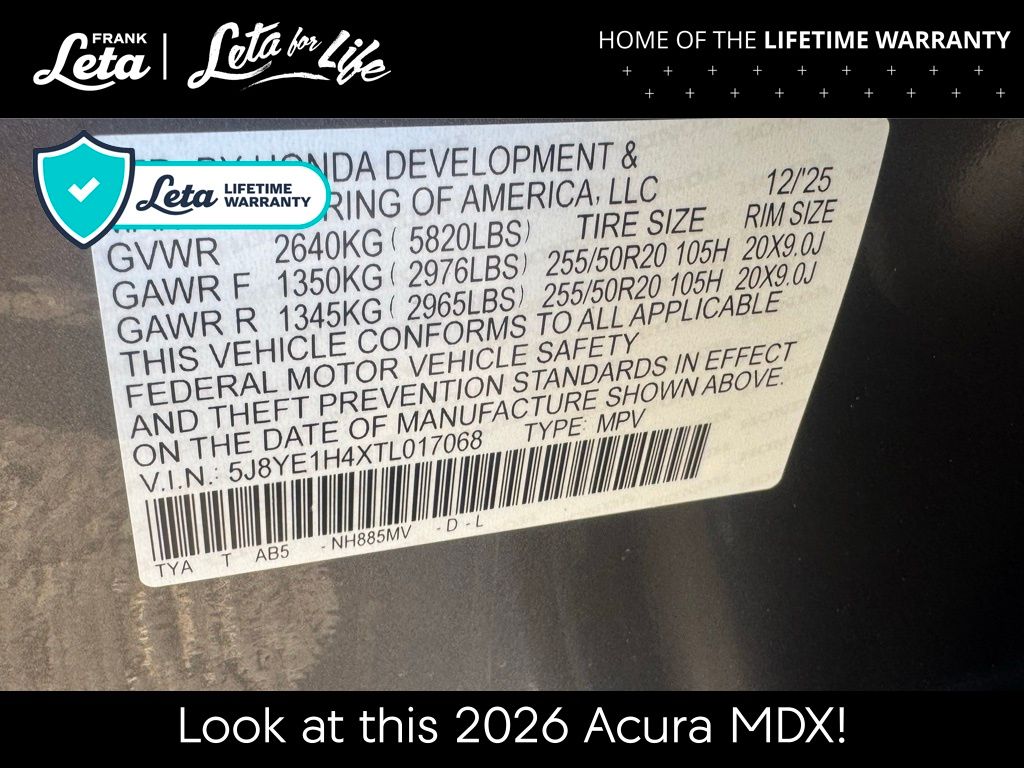 FRANK
Leta
Leta for Life
HOME OF THE LIFETIME WARRANTY
BY HONDA DEVELOPMENT &
OF AMERICA, LLC 12/'25
GVWR 2640KG ( 5820LBS) TIRE SIZE RIM SIZE
GAWR F 1350KG ( 2976LBS) 255/50R20 105H 20X9.0J
GAWR R 1345KG ( 2965LBS) 255/50R20 105H 20X9.0J
THIS VEHICLE CONFORMS TO ALL APPLICABLE
FEDERAL MOTOR VEHICLE SAFETY
AND THEFT PREVENTION STANDARDS IN EFFECT
ON THE DATE OF MANUFACTURE SHOWN ABOVE.
V.I.N.: 5J8YE1H4XTL017068 TYPE: MPV
TYA T AB5 - NH885MV - D - L
Leta LIFETIME
WARRANTY
Look at this 2026 Acura MDX!